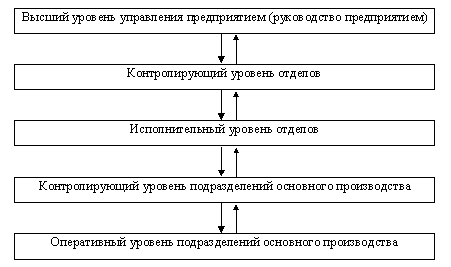 Высший уровень управления предприятием (руководство предприятием)
Контролирующий уровень отделов
Исполнительный уровень отделов
Контролирующий уровень подразделений основного производства
Оперативный уровень подразделений основного производства